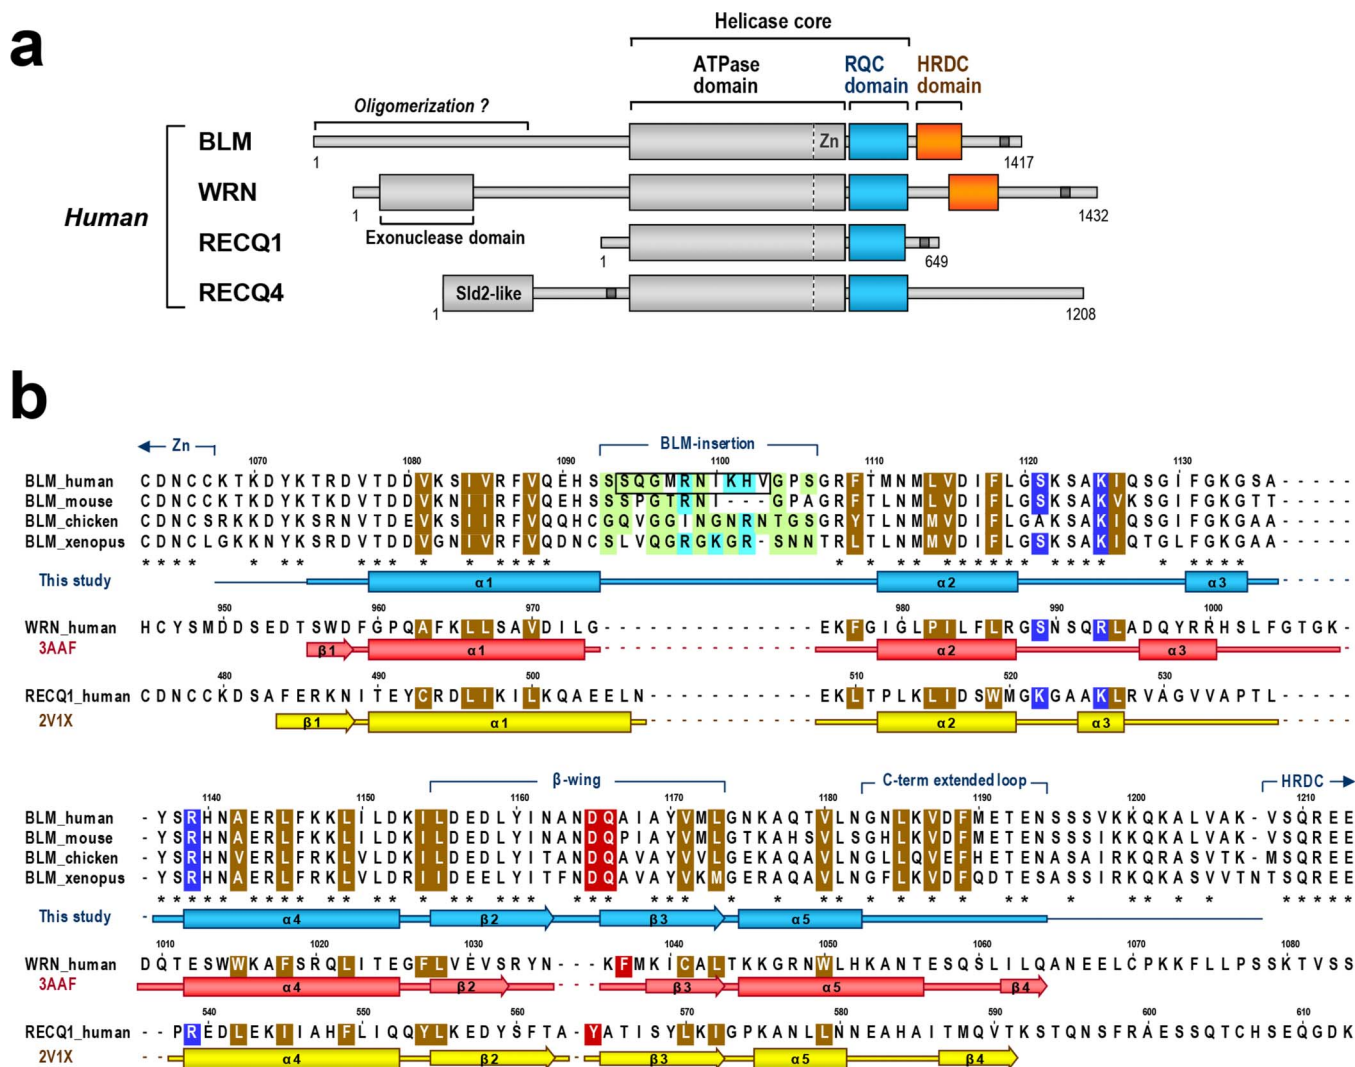 a
Helicase core
ATPase domain
RQC domain
HRDC domain
Oligomerization ?
Human
BLM
Zn
1
1417
WRN
1
1432
Exonuclease domain
RECQ1
1
649
RECQ4
Sld2-like
1
1208
b
Zn
BLM-insertion
1070 1080 1090 1100 1110 1120 1130
BLM_human CDNCCKTKDYKTRDVTDDVKSIVRFVQEHSSSQGMRNIKHVGPSGRFTMNMLVDIFLGSKSAKIQSGIFGKGSA-----
BLM_mouse CDNCCKTKDYKTKDVTDDVKNIIRFVQEHSSSPGTRN----GPAGRFTLNMLVDIFLGSKSAKVKSGIFGKGTT-----
BLM_chicken CDNCSRKKDYKSRNVTDEVKSIIRFVQQHCGQVGGINGNRNTGSGRYTLNMMVDIFLGAKSAKIQSGIFGKGAA-----
BLM_xenopus CDNCLGKKNYKSRDVTDDVGNIVRFVQDNCSLVQGRGKGR-SNNTRLTLNMMVDIFLGSKSAKIQTGLFGKGAA-----
This study
α1
α2
α3
950 960 970 980 990 1000
WRN_human HCYSMDDSEDTSWDFGPQAFKLLSAVDILG--------------EKFGIGLPILFLRGSNSQRLADQYRRHSLFGTGK-
3AAF
β1
α1
α2
α3
480 490 500 510 520 530
RECQ1_human CDNCCKDSAFERKNITEYCRDLIKILKQAEELN-----------EKLTPLKLIDSWMGKGAAKLRVAGVVAPTL-----
2V1X
β1
α1
α2
α3
β-wing
C-term extended loop
HRDC
1140 1150 1160 1170 1180 1190 1200 1210
BLM_human -YSRHNAERLFKKLILDKILDEDLYINANDQAIAYVMLGNKAQTVLNGNLKVDFMETENSSSVKKQKALVAK-VSQREE
BLM_mouse -YSRHNAERLFKKLILDKILDEDLYINANDQPIAYVMLGTKAHSVLSGHLKVDFMETENSSSIKKQKALVAK-VSQREE
BLM_chicken -YSRHNVERLFRKLVLDKILDEDLYITANDQAVAYVVLGEKAQAVLNGLLQVEFHETENASAIRKQRASVTK-MSQREE
BLM_xenopus -YSRHNAERLFRKLVLDRIIDEELYITFNDQAVAYVKMGERAQAVLNGFLKVDFQDTESASSIRKQKASVVTNTSQREE
This study
α4
β2
β3
α5
1010 1020 1030 1040 1050 1060 1070 1080
WRN_human DQTESWWKAFSRQLITEGFLVEVSRYN---KFMKICALTKKGRNWLHKANTESQSLILQANEELCPKKFLLPSSKTVSS
3AAF
α4
β2
β3
α5
β4
540 550 560 570 580 590 600 610
RECQ1_human --PREDLEKIIAHFLIQQYLKEDYSFTA-YATISYLKIGPKANLLNNEAHAITMQVTKSTQNSFRAESSQTCHSEQGDK
2V1X
α4
β2
β3
α5
β4